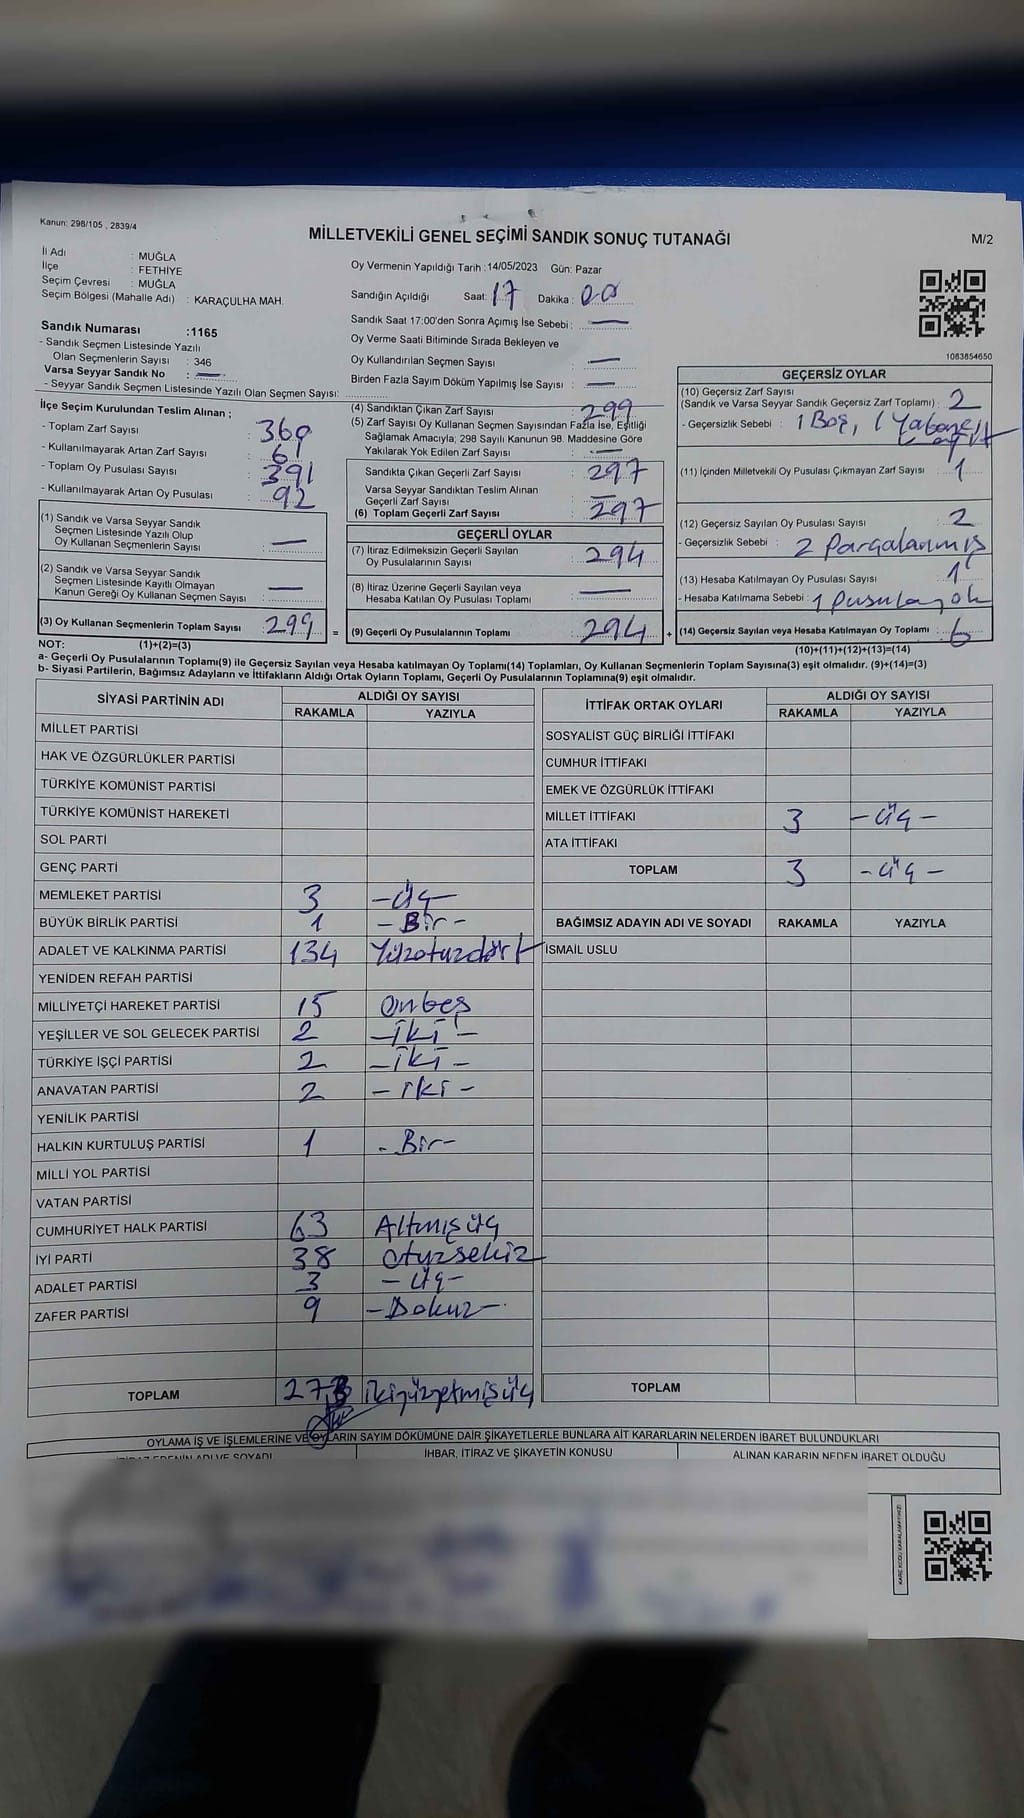 Kanun: 298/105 , 2839/4
MİLLETVEKİLİ GENEL SEÇİMİ SANDIK SONUÇ TUTANAĞI
M/2
İl Adı : MUĞLA
İlçe : FETHİYE
Seçim Çevresi : MUĞLA
Seçim Bölgesi (Mahalle Adı) : KARAÇULHA MAH.
Sandık Numarası :1165
- Sandık Seçmen Listesinde Yazılı
Olan Seçmenlerin Sayısı : 346
Varsa Seyyar Sandık No : —
- Seyyar Sandık Seçmen Listesinde Yazılı Olan Seçmen Sayısı:
Oy Vermenin Yapıldığı Tarih :14/05/2023 Gün: Pazar
Sandığın Açıldığı Saat: 17 Dakika : 00
Sandık Saat 17:00'den Sonra Açımış İse Sebebi : —
Oy Verme Saati Bitiminde Sırada Bekleyen ve
Oy Kullandırılan Seçmen Sayısı : —
Birden Fazla Sayım Döküm Yapılmış İse Sayısı : —
1083854650
İlçe Seçim Kurulundan Teslim Alınan ;
- Toplam Zarf Sayısı : 360
- Kullanılmayarak Artan Zarf Sayısı : 61
- Toplam Oy Pusulası Sayısı : 391
- Kullanılmayarak Artan Oy Pusulası : 92
(1) Sandık ve Varsa Seyyar Sandık
Seçmen Listesinde Yazılı Olup
Oy Kullanan Seçmenlerin Sayısı : —
(2) Sandık ve Varsa Seyyar Sandık
Seçmen Listesinde Kayıtlı Olmayan
Kanun Gereği Oy Kullanan Seçmen Sayısı : —
(3) Oy Kullanan Seçmenlerin Toplam Sayısı : 299 =
(4) Sandıktan Çıkan Zarf Sayısı : 299
(5) Zarf Sayısı Oy Kullanan Seçmen Sayısından Fazla İse, Eşitliği
Sağlamak Amacıyla; 298 Sayılı Kanunun 98. Maddesine Göre
Yakılarak Yok Edilen Zarf Sayısı : —
Sandıkta Çıkan Geçerli Zarf Sayısı : 297
Varsa Seyyar Sandıktan Teslim Alınan
Geçerli Zarf Sayısı : —
(6) Toplam Geçerli Zarf Sayısı : 297
GEÇERLİ OYLAR
(7) İtiraz Edilmeksizin Geçerli Sayılan
Oy Pusulalarının Sayısı : 294
(8) İtiraz Üzerine Geçerli Sayılan veya
Hesaba Katılan Oy Pusulası Toplamı : —
(9) Geçerli Oy Pusulalarının Toplamı : 294 +
GEÇERSİZ OYLAR
(10) Geçersiz Zarf Sayısı
(Sandık ve Varsa Seyyar Sandık Geçersiz Zarf Toplamı) : 2
- Geçersizlik Sebebi : 1 Boş, 1 Yabancı
(11) İçinden Milletvekili Oy Pusulası Çıkmayan Zarf Sayısı : 1
(12) Geçersiz Sayılan Oy Pusulası Sayısı : 2
- Geçersizlik Sebebi : 2 Parçalanmış
(13) Hesaba Katılmayan Oy Pusulası Sayısı : 1
- Hesaba Katılmama Sebebi : 1 pusula yok
(14) Geçersiz Sayılan veya Hesaba Katılmayan Oy Toplamı : 6
NOT: (1)+(2)=(3)
(10)+(11)+(12)+(13)=(14)
a- Geçerli Oy Pusulalarının Toplamı(9) ile Geçersiz Sayılan veya Hesaba katılmayan Oy Toplamı(14) Toplamları, Oy Kullanan Seçmenlerin Toplam Sayısına(3) eşit olmalıdır. (9)+(14)=(3)
b- Siyasi Partilerin, Bağımsız Adayların ve İttifakların Aldığı Ortak Oyların Toplamı, Geçerli Oy Pusulalarının Toplamına(9) eşit olmalıdır.
SİYASİ PARTİNİN ADI
ALDIĞI OY SAYISI
RAKAMLA YAZIYLA
MİLLET PARTİSİ
HAK VE ÖZGÜRLÜKLER PARTİSİ
TÜRKİYE KOMÜNİST PARTİSİ
TÜRKİYE KOMÜNİST HAREKETİ
SOL PARTİ
GENÇ PARTİ
MEMLEKET PARTİSİ 3 -Üç-
BÜYÜK BİRLİK PARTİSİ 1 -Bir-
ADALET VE KALKINMA PARTİSİ 134 Yüzotuzdört
YENİDEN REFAH PARTİSİ
MİLLİYETÇİ HAREKET PARTİSİ 15 Onbeş
YEŞİLLER VE SOL GELECEK PARTİSİ 2 -iki-
TÜRKİYE İŞÇİ PARTİSİ 2 -iki-
ANAVATAN PARTİSİ 2 -iki-
YENİLİK PARTİSİ
HALKIN KURTULUŞ PARTİSİ 1 -Bir-
MİLLİ YOL PARTİSİ
VATAN PARTİSİ
CUMHURİYET HALK PARTİSİ 63 Altmışüç
İYİ PARTİ 38 Otuzsekiz
ADALET PARTİSİ 3 -Üç-
ZAFER PARTİSİ 9 -Dokuz-
TOPLAM 273 ikiyüzyetmişüç
İTTİFAK ORTAK OYLARI
ALDIĞI OY SAYISI
RAKAMLA YAZIYLA
SOSYALİST GÜÇ BİRLİĞİ İTTİFAKI
CUMHUR İTTİFAKI
EMEK VE ÖZGÜRLÜK İTTİFAKI
MİLLET İTTİFAKI 3 -üç-
ATA İTTİFAKI
TOPLAM 3 -üç-
BAĞIMSIZ ADAYIN ADI VE SOYADI RAKAMLA YAZIYLA
İSMAİL USLU
TOPLAM
OYLAMA İŞ VE İŞLEMLERİNE VE OYLARIN SAYIM DÖKÜMÜNE DAİR ŞİKAYETLERLE BUNLARA AİT KARARLARIN NELERDEN İBARET BULUNDUKLARI
İTİRAZ EDENİN ADI VE SOYADI İHBAR, İTİRAZ VE ŞİKAYETİN KONUSU ALINAN KARARIN NEDEN İBARET OLDUĞU